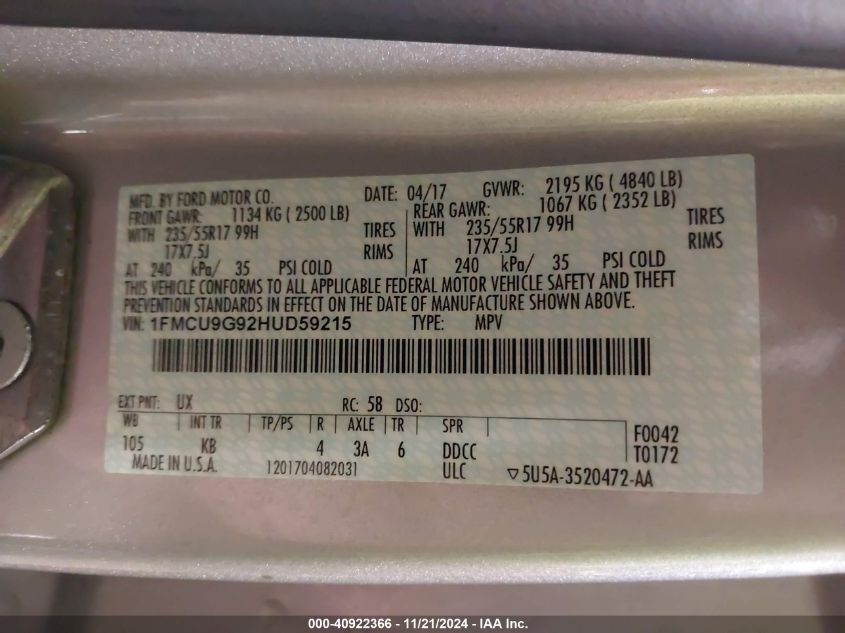 MFD. BY FORD MOTOR CO. DATE: 04/17 GVWR: 2195 KG ( 4840 LB)
FRONT GAWR: 1134 KG ( 2500 LB) REAR GAWR: 1067 KG ( 2352 LB)
WITH 235/55R17 99H TIRES WITH 235/55R17 99H TIRES
17X7.5J RIMS 17X7.5J RIMS
AT 240 kPa/ 35 PSI COLD AT 240 kPa/ 35 PSI COLD
THIS VEHICLE CONFORMS TO ALL APPLICABLE FEDERAL MOTOR VEHICLE SAFETY AND THEFT
PREVENTION STANDARDS IN EFFECT ON THE DATE OF MANUFACTURE SHOWN ABOVE.
VIN: 1FMCU9G92HUD59215 TYPE: MPV
EXT PNT: UX RC: 58 DSO:
WB INT TR TP/PS R AXLE TR SPR
105 KB 4 3A 6 DDCC
F0042
T0172
MADE IN U.S.A. 1201704082031 ULC ▽5U5A-3520472-AA
000-40922366 - 11/21/2024 - IAA Inc.